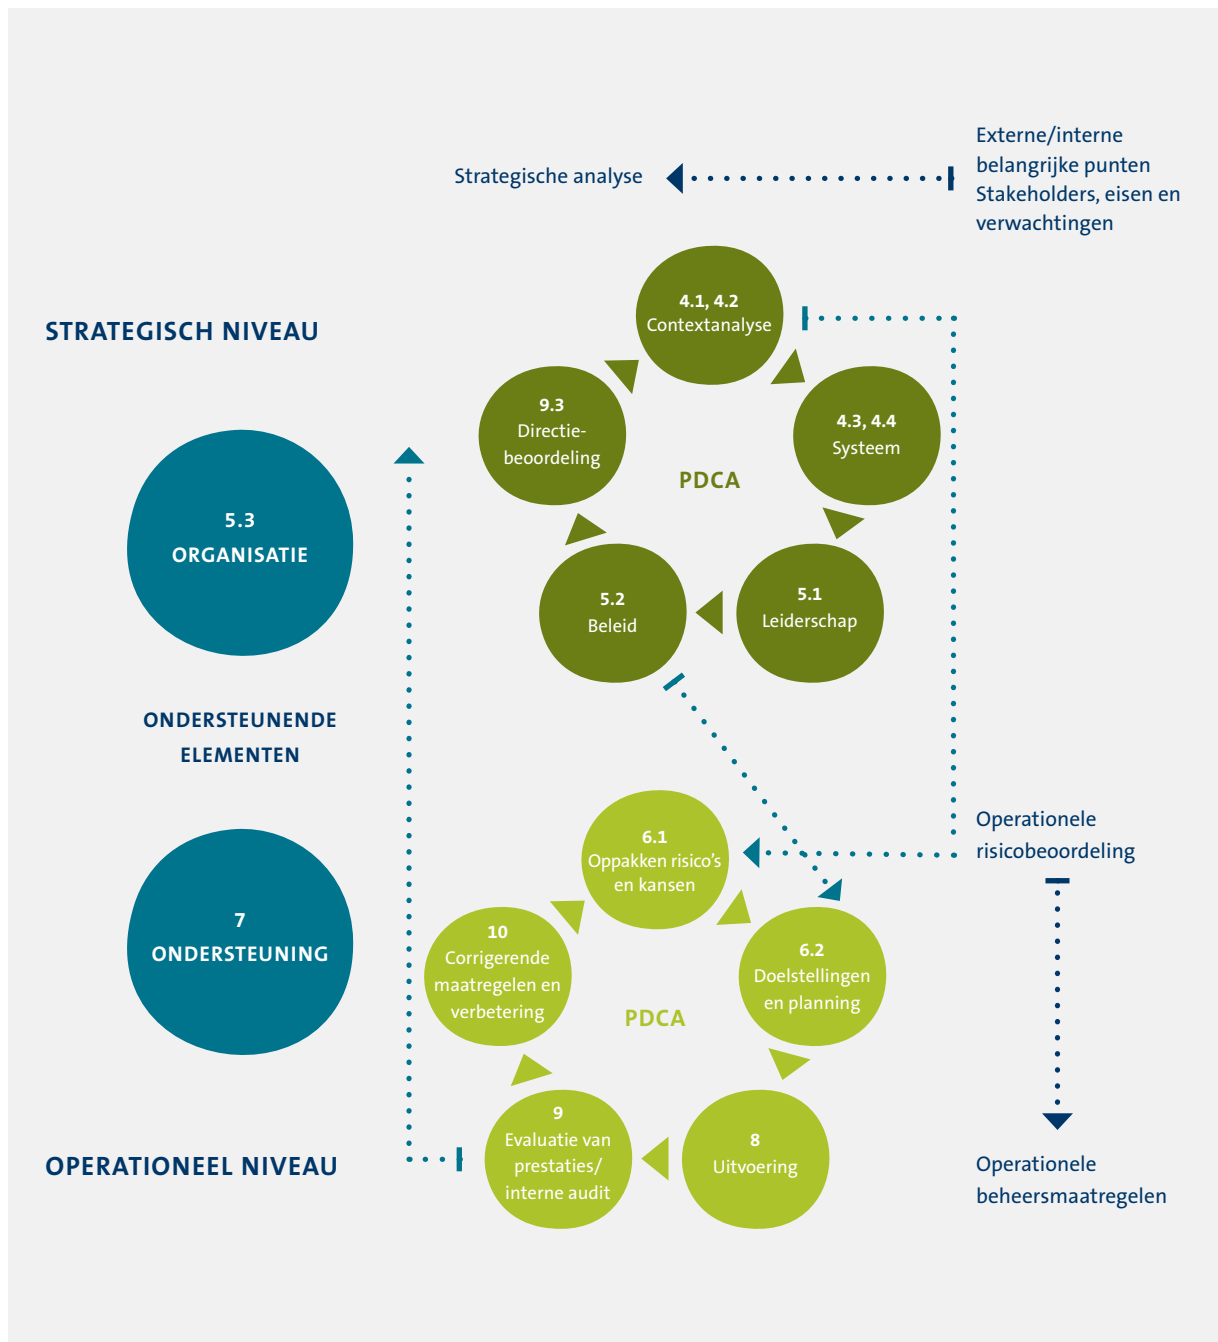 Strategische analyse
Externe/interne
belangrijke punten
Stakeholders, eisen en
verwachtingen
STRATEGISCH NIVEAU
4.1, 4.2
Contextanalyse
9.3
Directie-
beoordeling
4.3, 4.4
Systeem
PDCA
5.3
ORGANISATIE
5.2
Beleid
5.1
Leiderschap
ONDERSTEUNENDE
ELEMENTEN
6.1
Oppakken risico's
en kansen
Operationele
risicobeoordeling
7
ONDERSTEUNING
10
Corrigerende
maatregelen en
verbetering
6.2
Doelstellingen
en planning
PDCA
OPERATIONEEL NIVEAU
9
Evaluatie van
prestaties/
interne audit
8
Uitvoering
Operationele
beheersmaatregelen